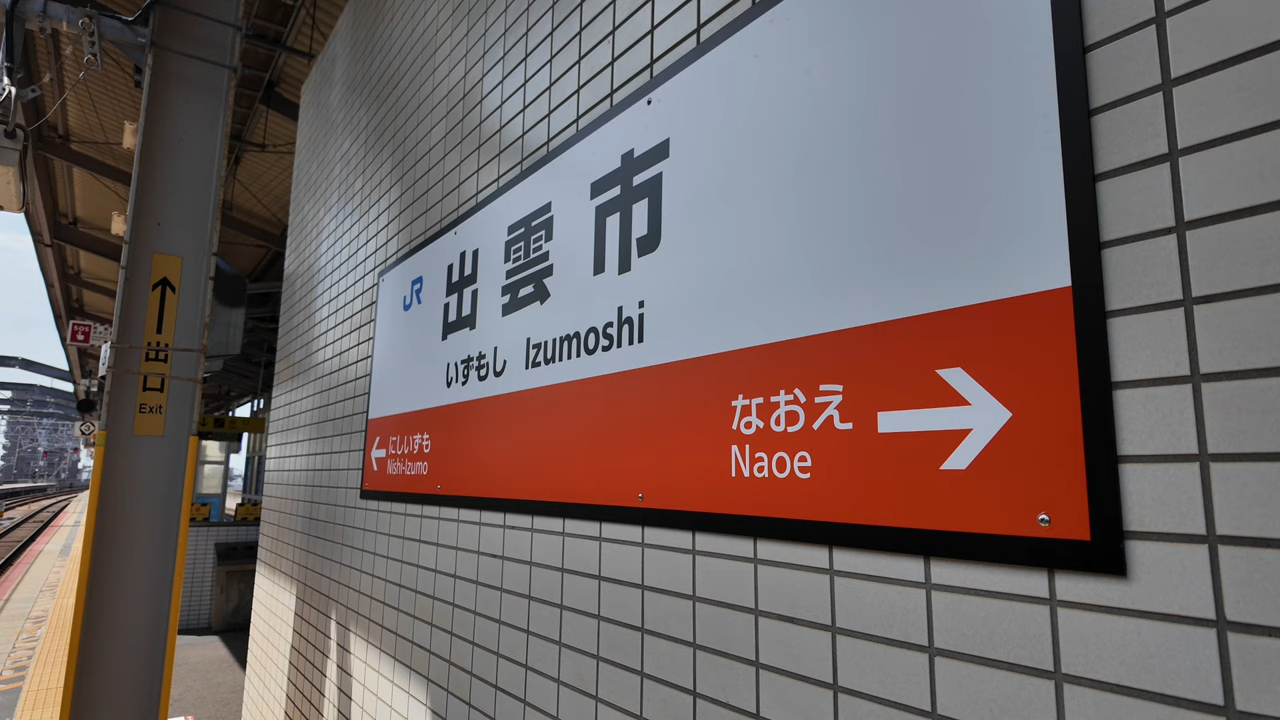 JR 出雲市
いずもし Izumoshi
にしいずも
Nishi-Izumo
なおえ
Naoe
出口
Exit
SOS